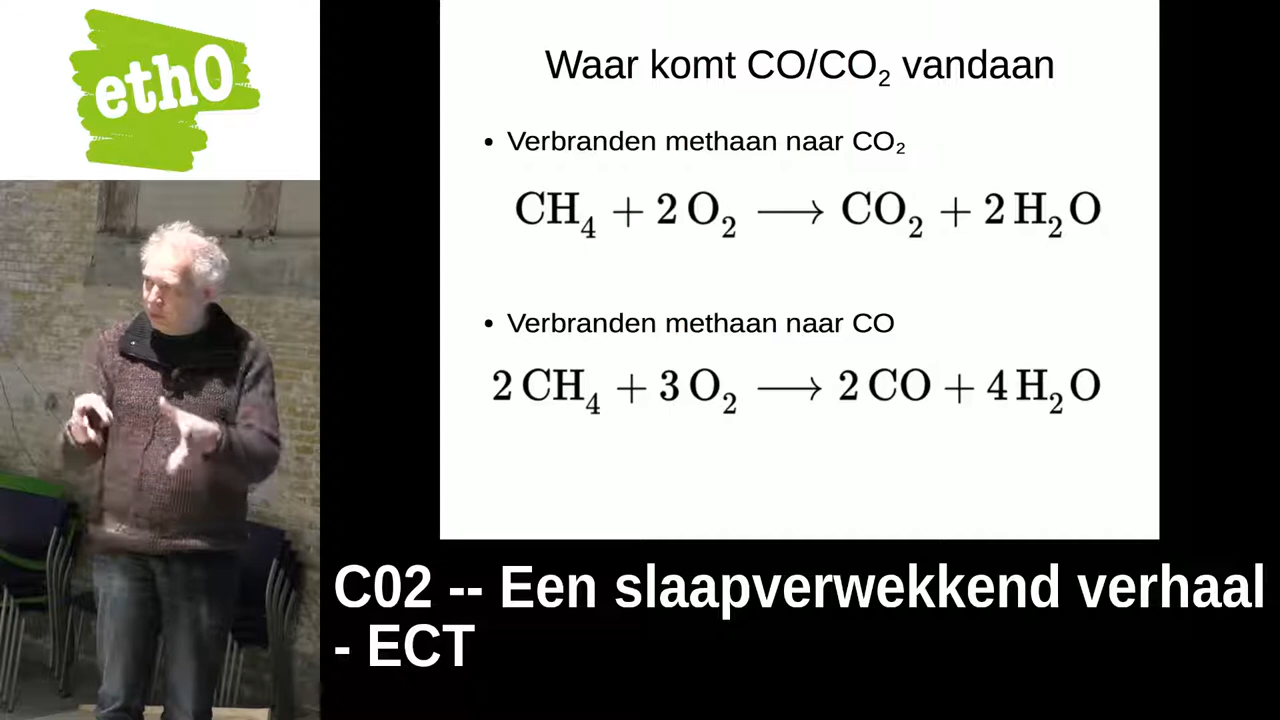 eth0
Waar komt CO/CO₂ vandaan
• Verbranden methaan naar CO₂
CH₄ + 2 O₂ ⟶ CO₂ + 2 H₂O
• Verbranden methaan naar CO
2 CH₄ + 3 O₂ ⟶ 2 CO + 4 H₂O
C02 -- Een slaapverwekkend verhaal
- ECT